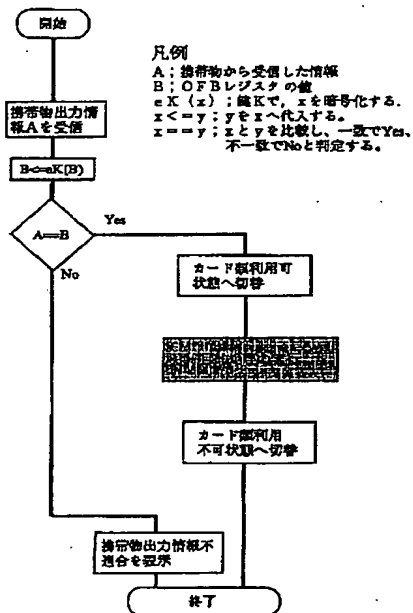 開始
凡例
A；携帯物から受信した情報
B；OFBレジスタの値
eK(x)；鍵Kで、xを暗号化する.
x<=y；yをxへ代入する。
x==y；xとyを比較し、一致でYes、
不一致でNoと判定する。
携帯物出力情
報Aを受信
B<=eK(B)
A==B
Yes
No
カード類利用可
状態へ切替
カード類利用
不可状態へ切替
携帯物出力情報不
適合を表示
終了